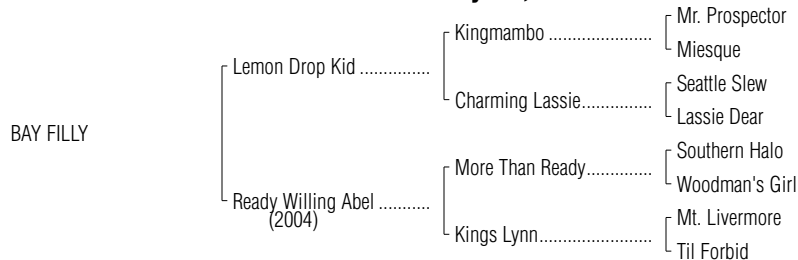 Mr. Prospector
Kingmambo .....................
Miesque
Lemon Drop Kid ...............
Seattle Slew
Charming Lassie..............
Lassie Dear
BAY FILLY
Southern Halo
More Than Ready.............
Woodman's Girl
Ready Willing Abel ...........
(2004)
Mt. Livermore
Kings Lynn.......................
Til Forbid